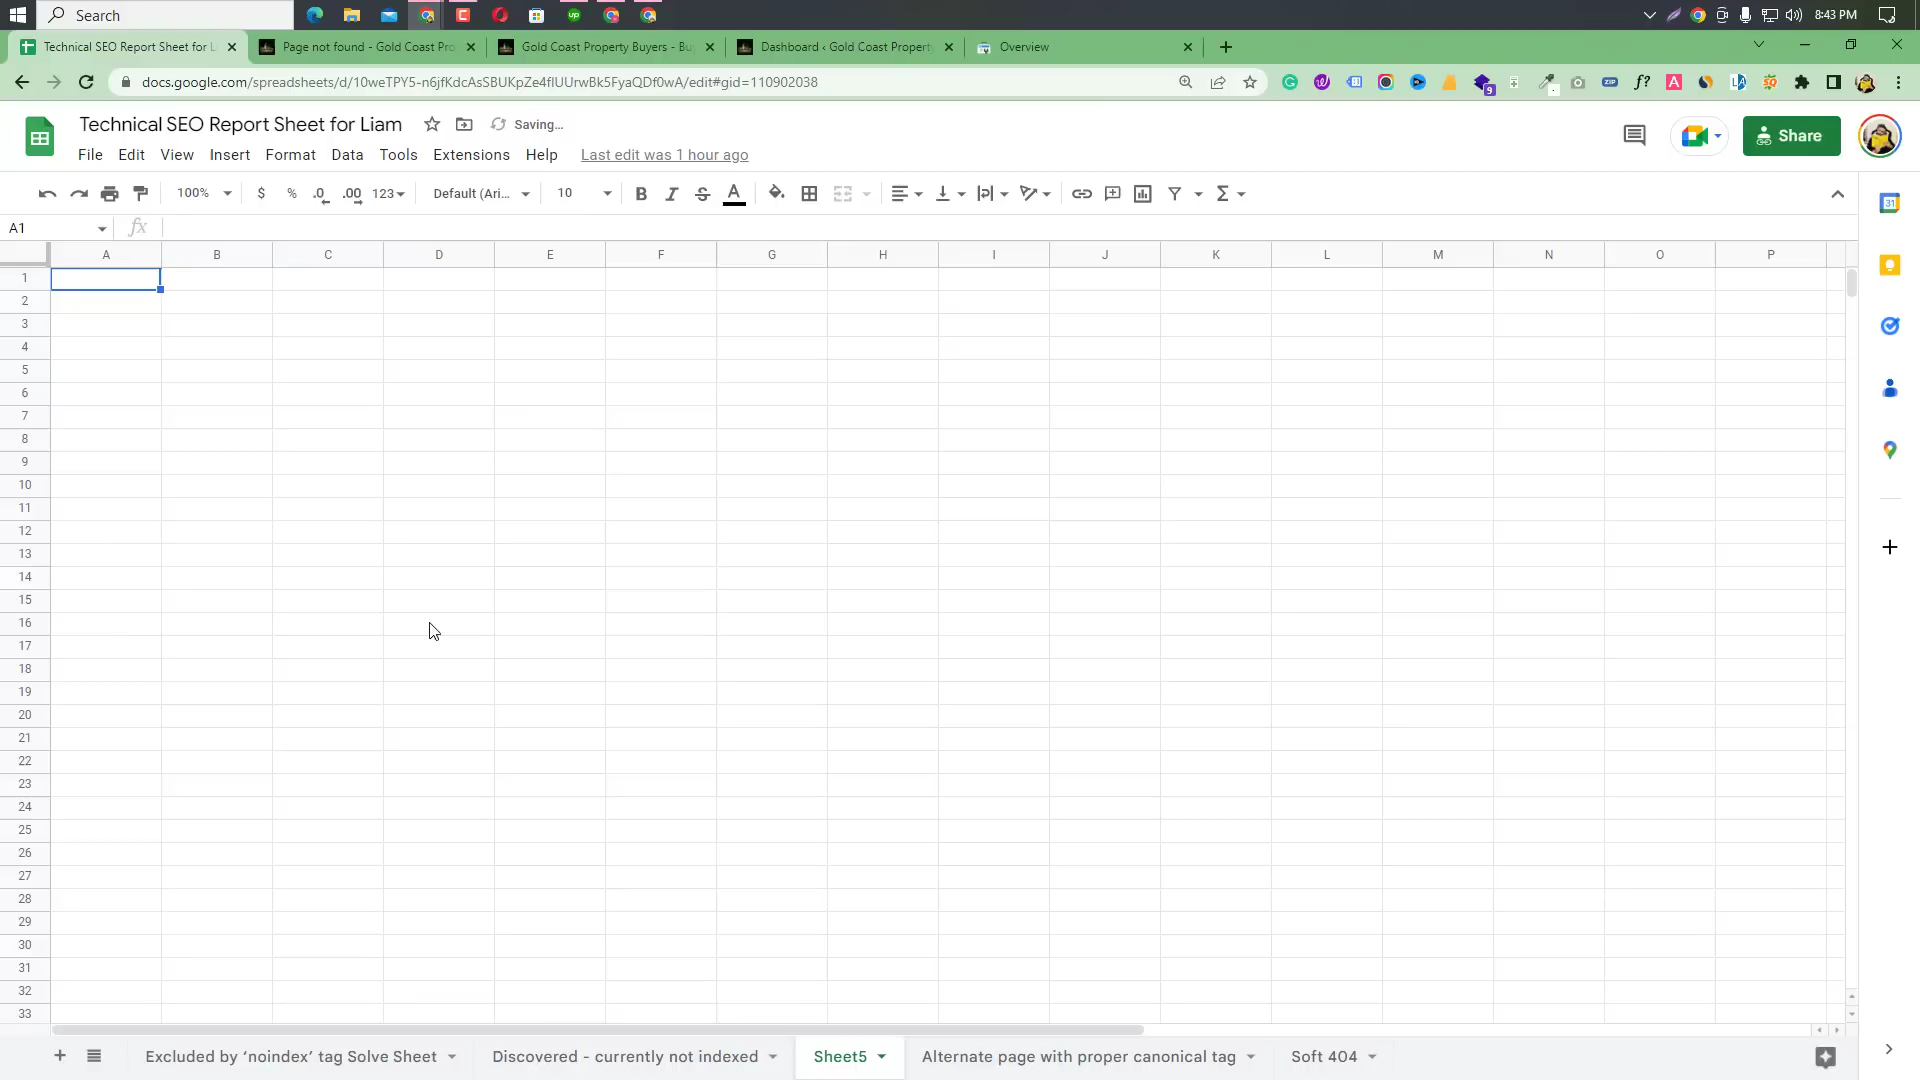 Search
8:43 PM
Technical SEO Report Sheet for L
Page not found - Gold Coast Pro
Gold Coast Property Buyers - Bu
Dashboard ‹ Gold Coast Property
Overview
docs.google.com/spreadsheets/d/10weTPY5-n6jfKdcAsSBUKpZe4flUUrwBk5FyaQDf0wA/edit#gid=110902038
Technical SEO Report Sheet for Liam
Saving...
File Edit View Insert Format Data Tools Extensions Help Last edit was 1 hour ago
Share
100% $ % .0 .00 123 Default (Ari... 10 B I S A Σ
A1 fx
A B C D E F G H I J K L M N O P
1
2
3
4
5
6
7
8
9
10
11
12
13
14
15
16
17
18
19
20
21
22
23
24
25
26
27
28
29
30
31
32
33
Excluded by ‘noindex’ tag Solve Sheet
Discovered - currently not indexed
Sheet5
Alternate page with proper canonical tag
Soft 404